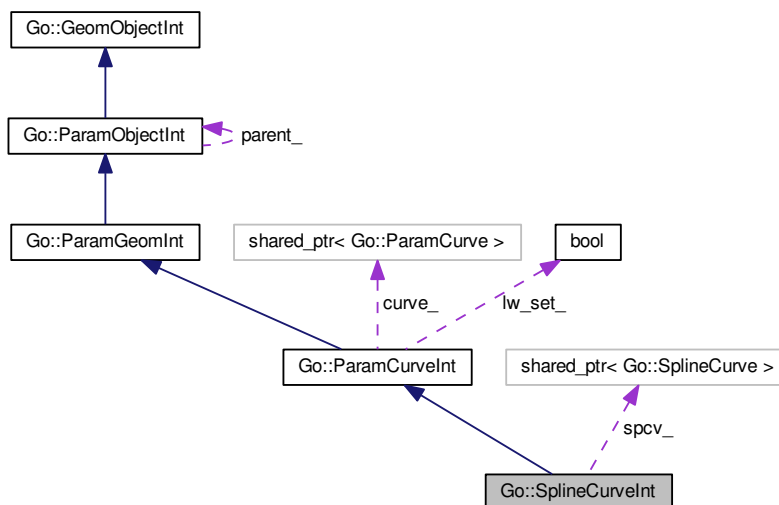 Go::GeomObjectInt
Go::ParamObjectInt
parent_
Go::ParamGeomInt
shared_ptr< Go::ParamCurve >
bool
curve_
lw_set_
Go::ParamCurveInt
shared_ptr< Go::SplineCurve >
spcv_
Go::SplineCurveInt